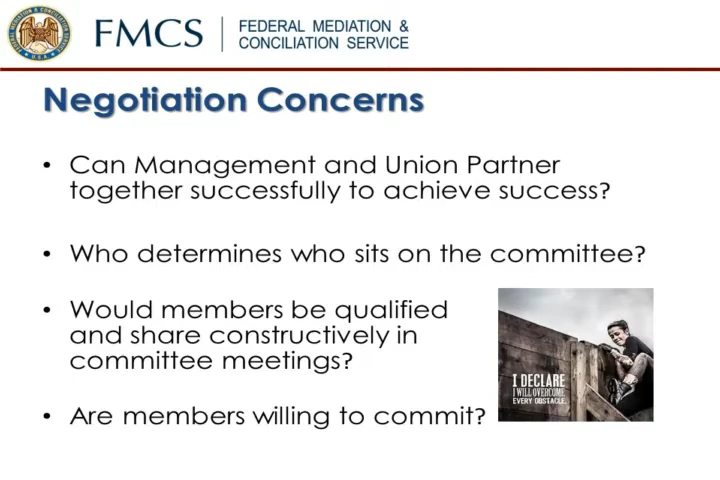 FMCS
FEDERAL MEDIATION &
CONCILIATION SERVICE
Negotiation Concerns
• Can Management and Union Partner
together successfully to achieve success?
• Who determines who sits on the committee?
• Would members be qualified
and share constructively in
committee meetings?
• Are members willing to commit?
I DECLARE
I WILL OVERCOME
EVERY OBSTACLE.